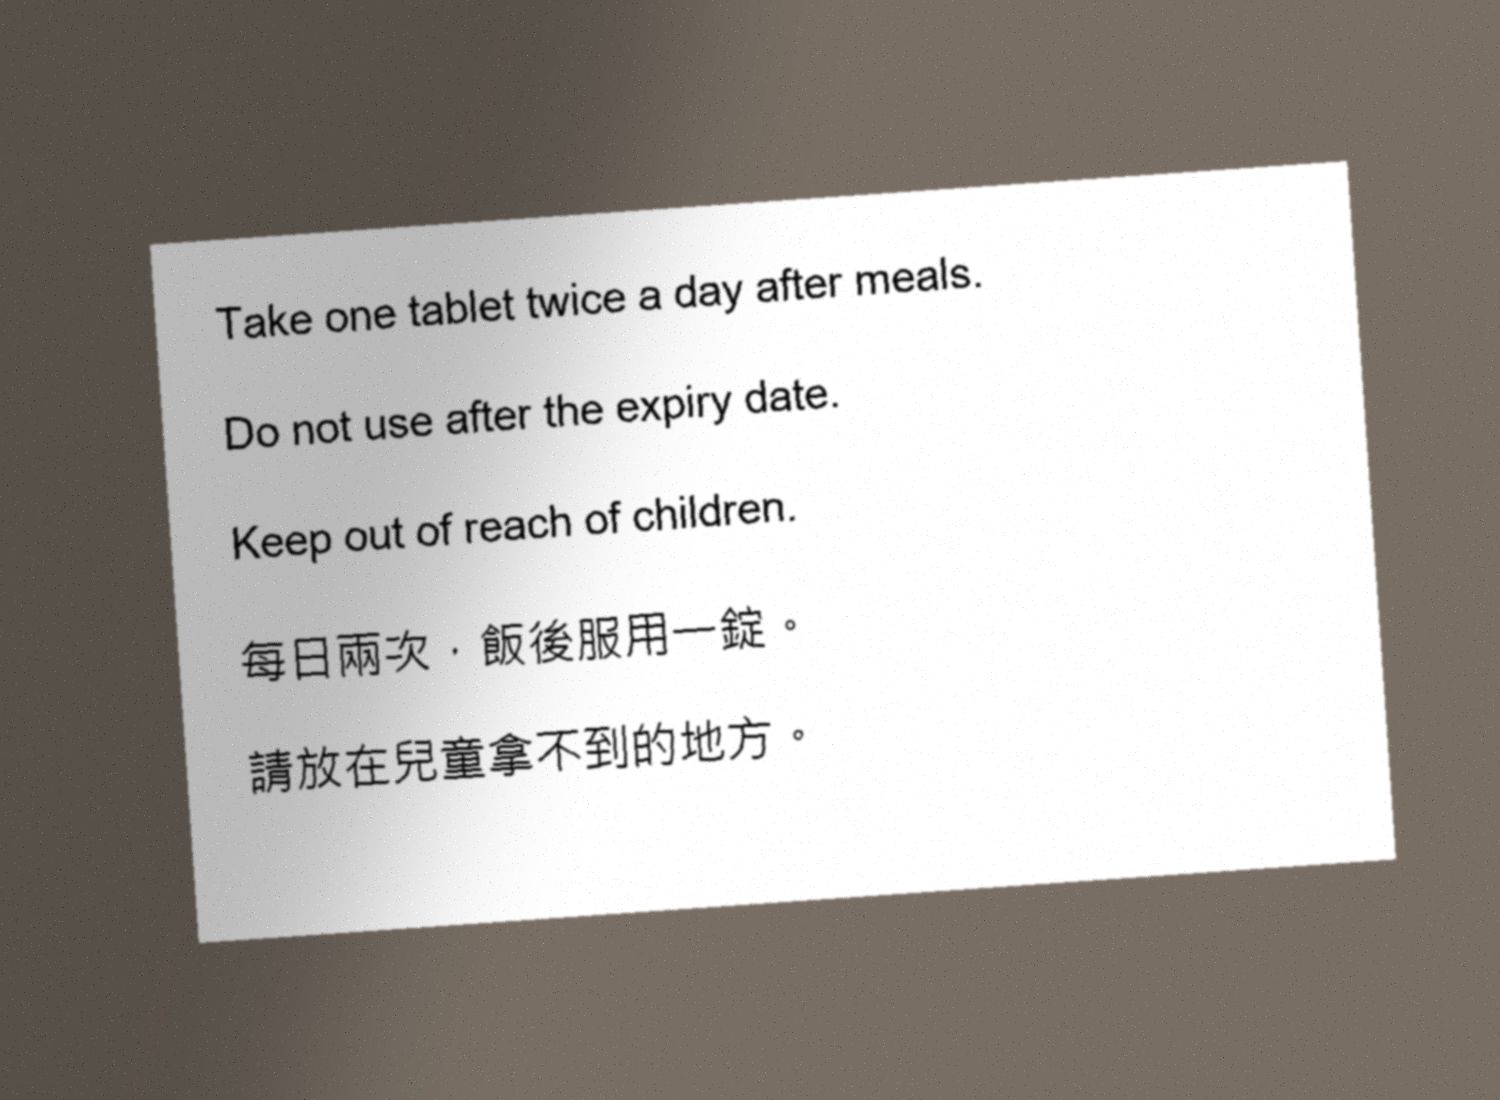 Take one tablet twice a day after meals.
Do not use after the expiry date.
Keep out of reach of children.
每日兩次，飯後服用一錠。
請放在兒童拿不到的地方。